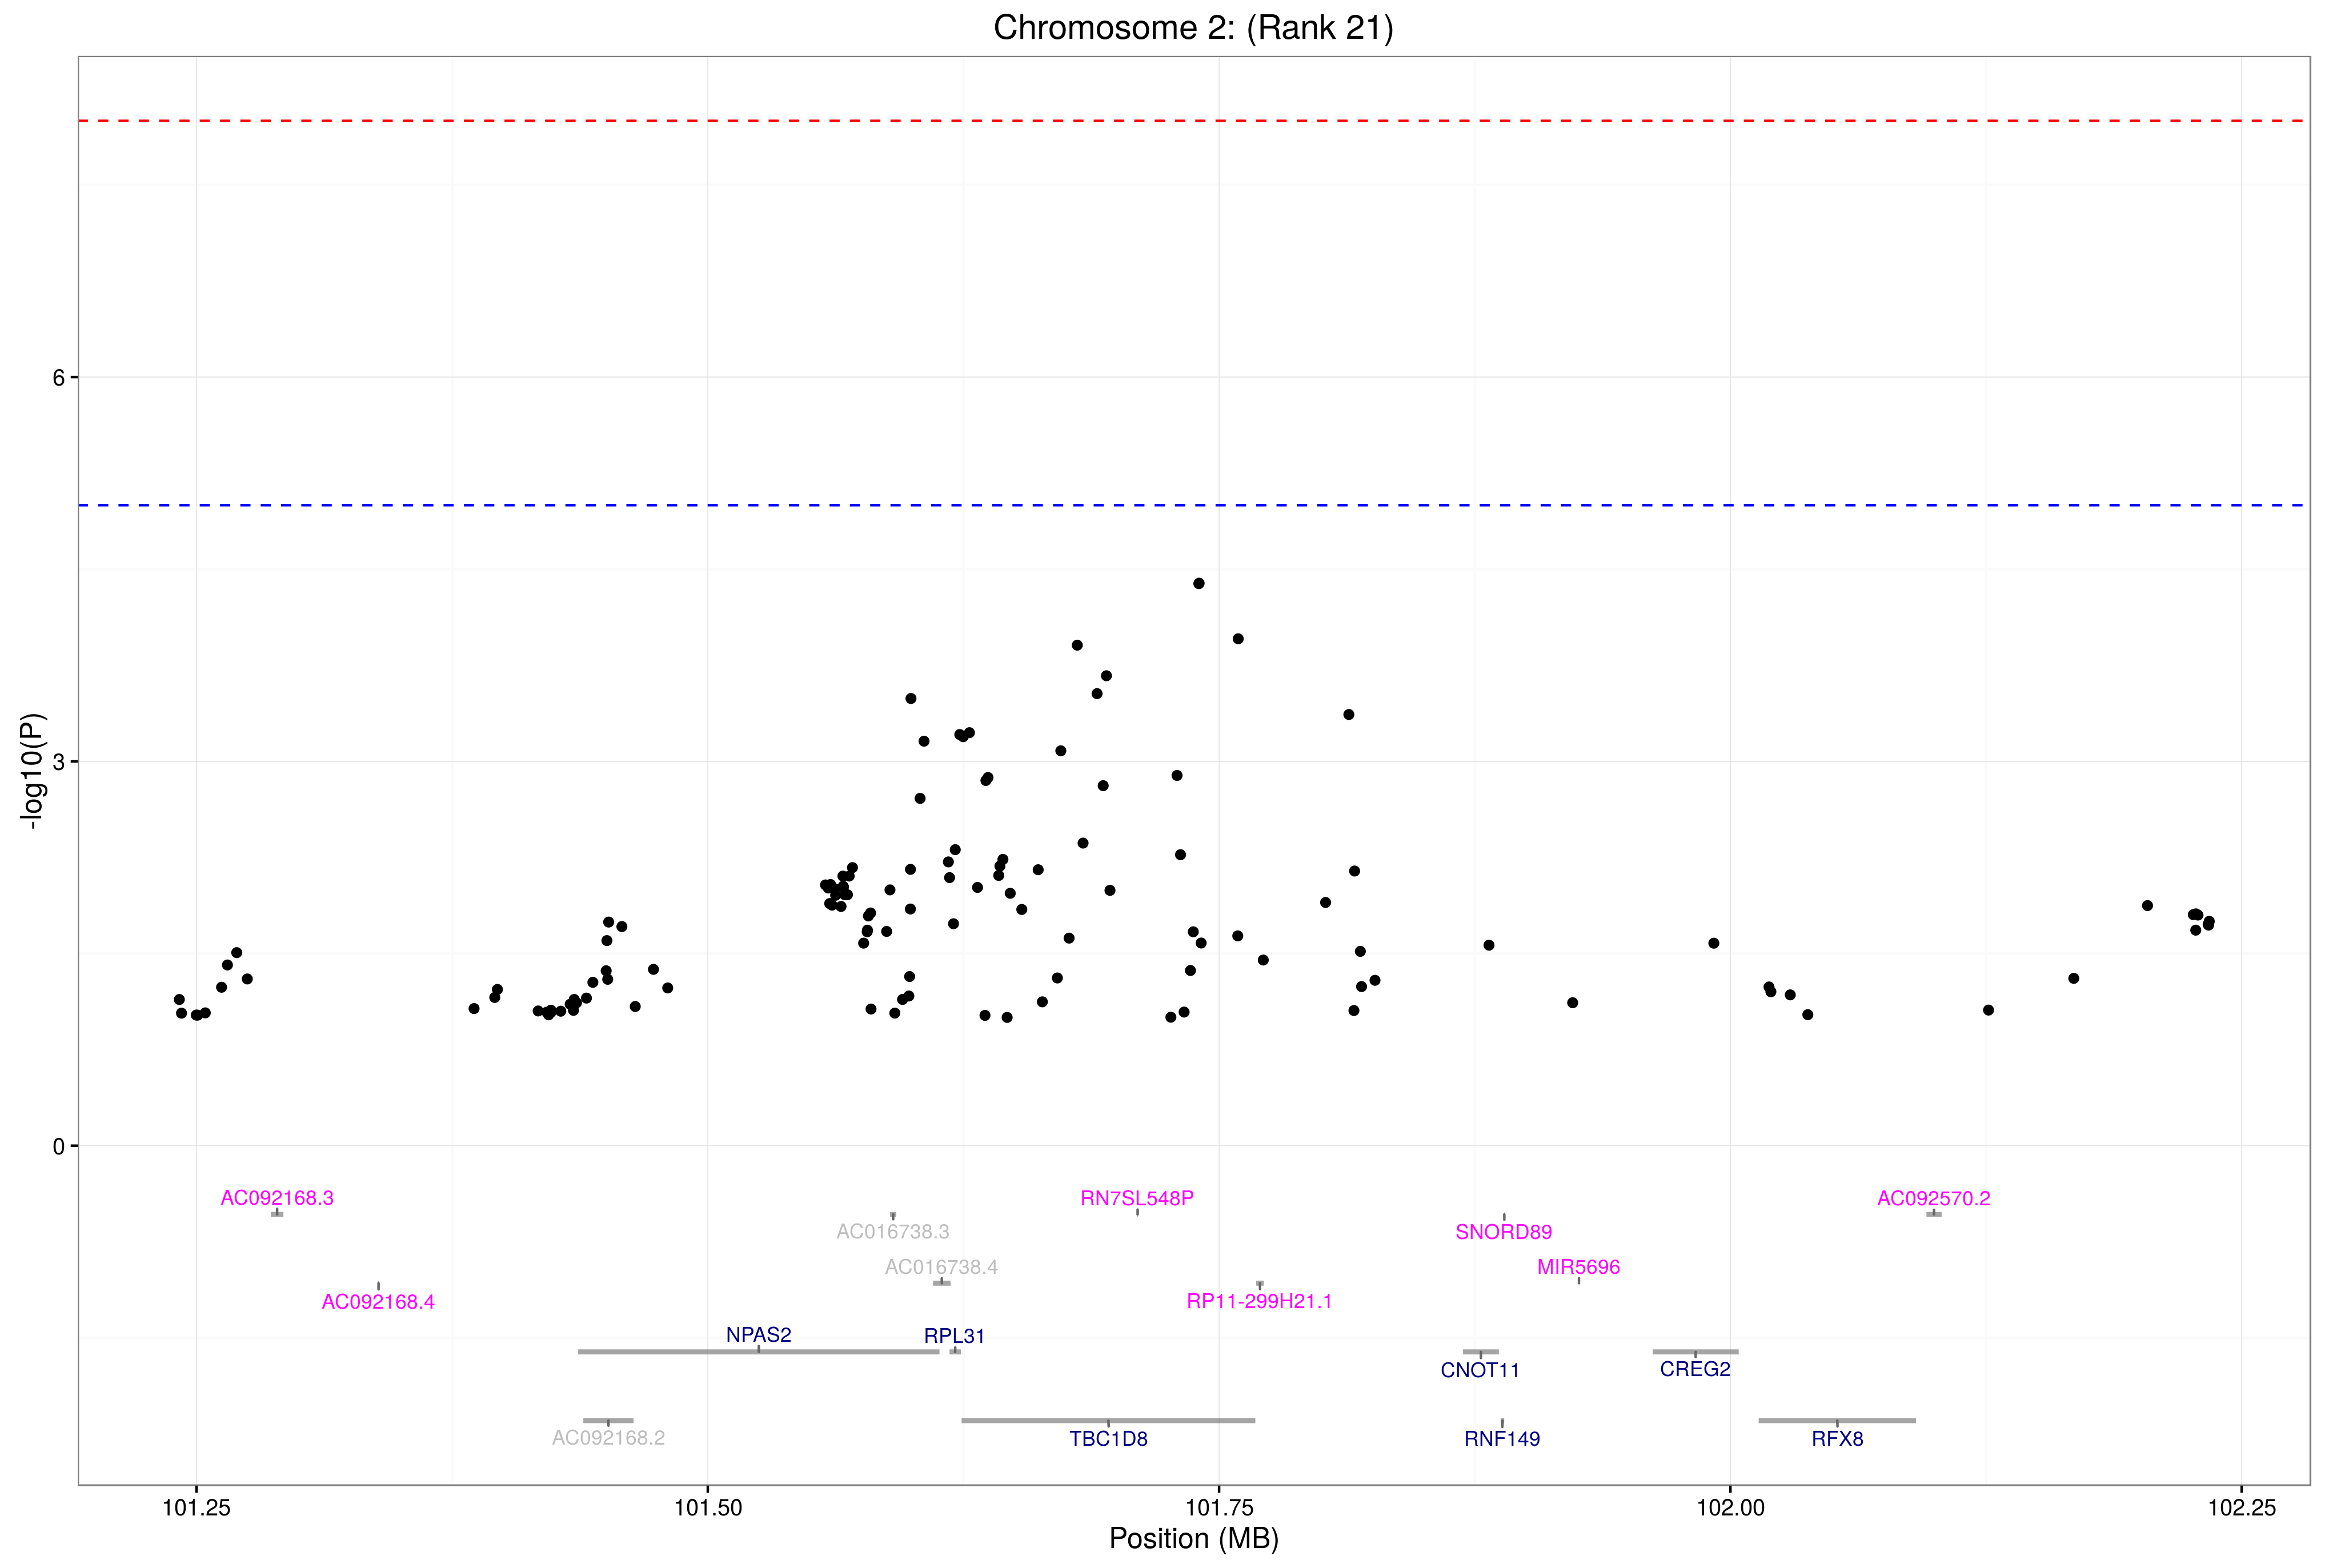 Chromosome 2: (Rank 21)
6
3
0
-log10(P)
AC092168.3
RN7SL548P
AC092570.2
AC016738.3
SNORD89
AC016738.4
MIR5696
AC092168.4
RP11-299H21.1
NPAS2
RPL31
CNOT11
CREG2
AC092168.2
TBC1D8
RNF149
RFX8
101.25
101.50
101.75
102.00
102.25
Position (MB)